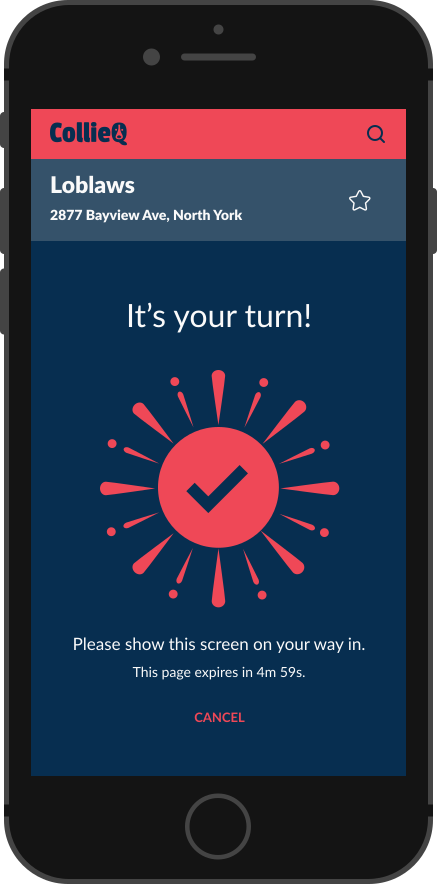 CollieQ
Loblaws
2877 Bayview Ave, North York
It’s your turn!
Please show this screen on your way in.
This page expires in 4m 59s.
CANCEL